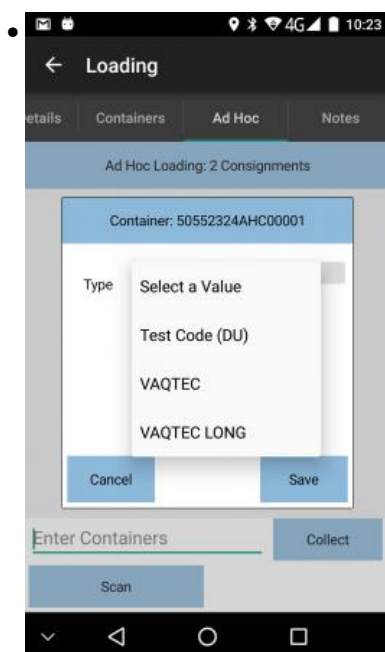 4G 10:23
Loading
etails Containers Ad Hoc Notes
Ad Hoc Loading: 2 Consignments
Container: 50552324AHC00001
Type
Select a Value
Test Code (DU)
VAQTEC
VAQTEC LONG
Cancel Save
Enter Containers Collect
Scan